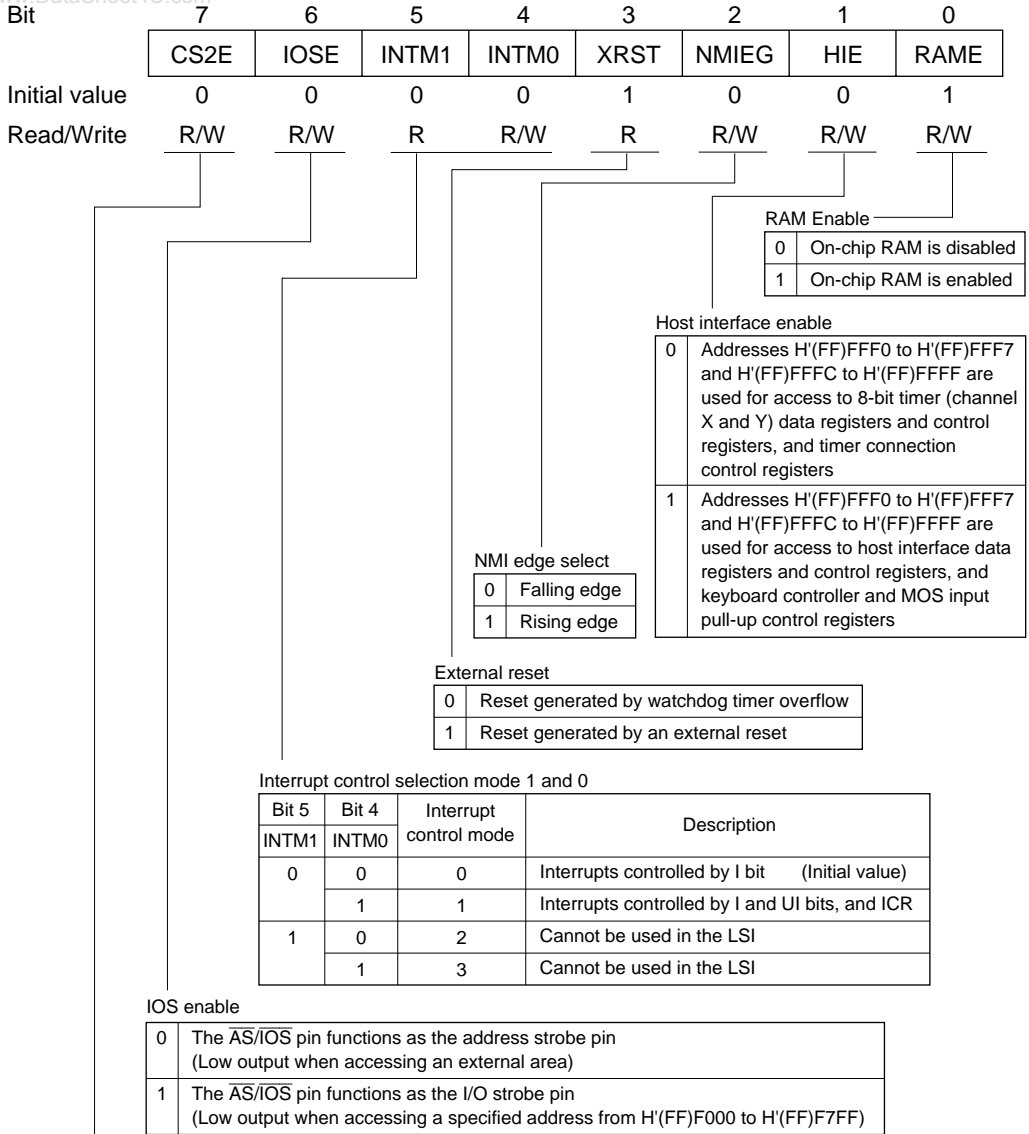 Bit 7 6 5 4 3 2 1 0
CS2E IOSE INTM1 INTM0 XRST NMIEG HIE RAME
Initial value 0 0 0 0 1 0 0 1
Read/Write R/W R/W R R/W R R/W R/W R/W
RAM Enable
0 On-chip RAM is disabled
1 On-chip RAM is enabled
Host interface enable
0 Addresses H'(FF)FFF0 to H'(FF)FFF7
and H'(FF)FFFC to H'(FF)FFFF are
used for access to 8-bit timer (channel
X and Y) data registers and control
registers, and timer connection
control registers
1 Addresses H'(FF)FFF0 to H'(FF)FFF7
and H'(FF)FFFC to H'(FF)FFFF are
used for access to host interface data
registers and control registers, and
keyboard controller and MOS input
pull-up control registers
NMI edge select
0 Falling edge
1 Rising edge
External reset
0 Reset generated by watchdog timer overflow
1 Reset generated by an external reset
Interrupt control selection mode 1 and 0
Bit 5 Bit 4 Interrupt
control mode Description
INTM1 INTM0
0 0 0 Interrupts controlled by I bit (Initial value)
1 1 Interrupts controlled by I and UI bits, and ICR
1 0 2 Cannot be used in the LSI
1 3 Cannot be used in the LSI
IOS enable
0 The AS/IOS pin functions as the address strobe pin
(Low output when accessing an external area)
1 The AS/IOS pin functions as the I/O strobe pin
(Low output when accessing a specified address from H'(FF)F000 to H'(FF)F7FF)